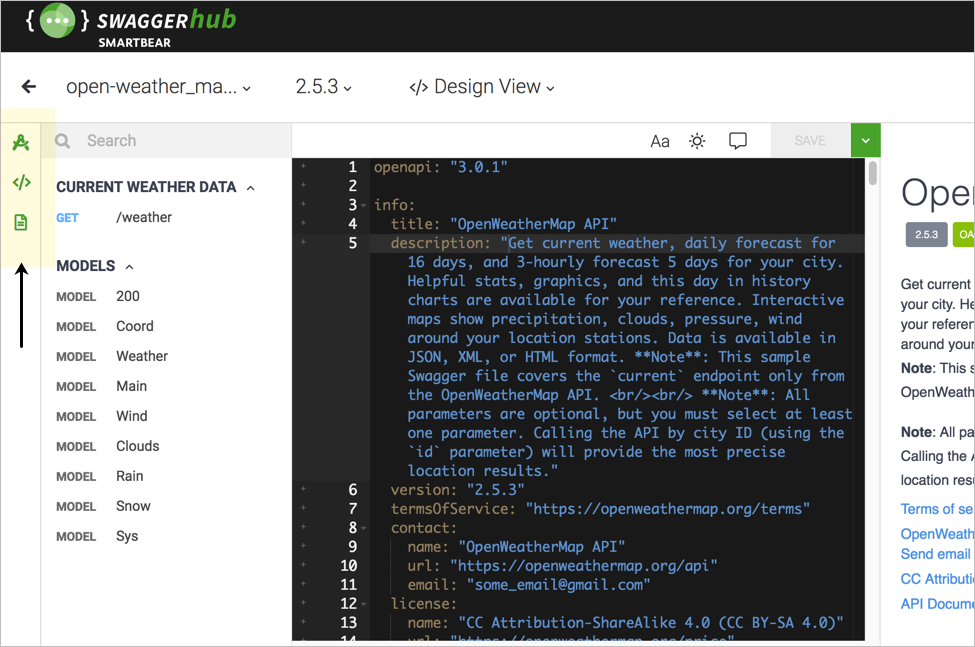 { ··· } SWAGGERhub
SMARTBEAR
open-weather_ma... 2.5.3 </> Design View
Search
Aa SAVE
CURRENT WEATHER DATA
GET /weather
MODELS
MODEL 200
MODEL Coord
MODEL Weather
MODEL Main
MODEL Wind
MODEL Clouds
MODEL Rain
MODEL Snow
MODEL Sys
1 openapi: "3.0.1"
2
3 info:
4 title: "OpenWeatherMap API"
5 description: "Get current weather, daily forecast for
16 days, and 3-hourly forecast 5 days for your city.
Helpful stats, graphics, and this day in history
charts are available for your reference. Interactive
maps show precipitation, clouds, pressure, wind
around your location stations. Data is available in
JSON, XML, or HTML format. **Note**: This sample
Swagger file covers the `current` endpoint only from
the OpenWeatherMap API. <br/><br/> **Note**: All
parameters are optional, but you must select at least
one parameter. Calling the API by city ID (using the
`id` parameter) will provide the most precise
location results."
6 version: "2.5.3"
7 termsOfService: "https://openweathermap.org/terms"
8 contact:
9 name: "OpenWeatherMap API"
10 url: "https://openweathermap.org/api"
11 email: "some_email@gmail.com"
12 license:
13 name: "CC Attribution-ShareAlike 4.0 (CC BY-SA 4.0)"
14 url: "https://openweathermap.org/price"
Open
2.5.3 OA
Get current
your city. He
your referen
around your
Note: This s
OpenWeath
Note: All pa
Calling the A
location resu
Terms of se
OpenWeath
Send email
CC Attributi
API Docume